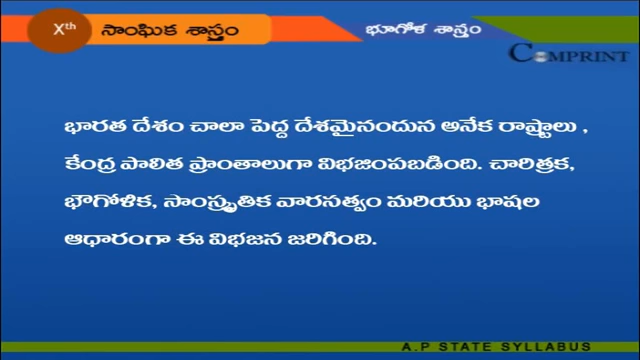 Xth సాంఘిక శాస్త్రం భూగోళ శాస్త్రం
COMPRINT
భారత దేశం చాలా పెద్ద దేశమైనందున అనేక రాష్ట్రాలు ,
కేంద్ర పాలిత ప్రాంతాలుగా విభజింపబడింది. చారిత్రక,
భౌగోళిక, సాంస్కృతిక వారసత్వం మరియు భాషల
ఆధారంగా ఈ విభజన జరిగింది.
A.P STATE SYLLABUS